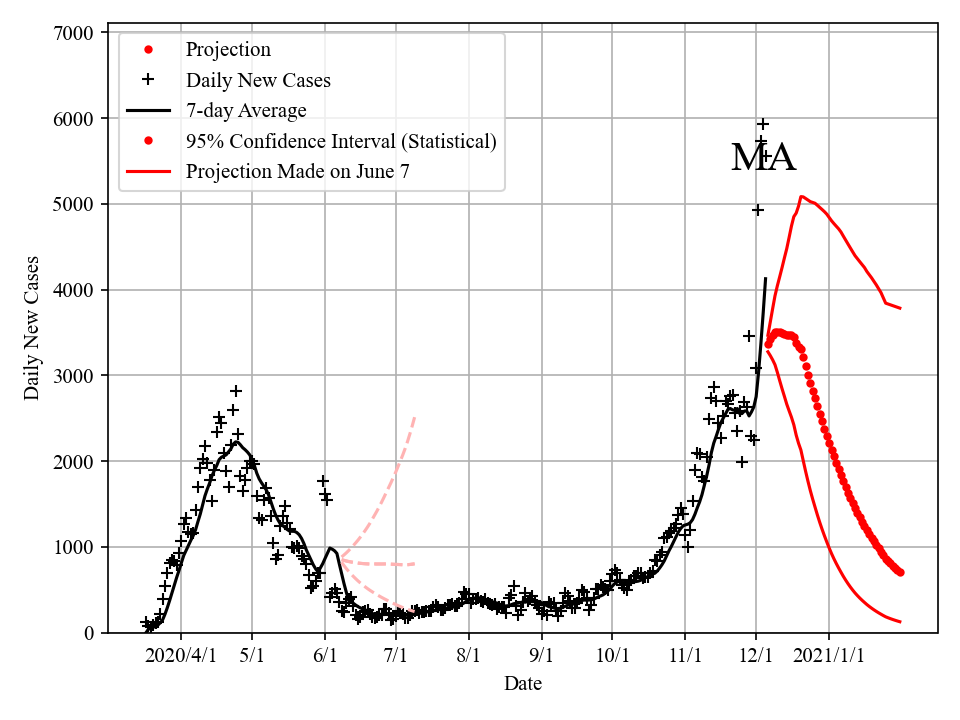 7000
6000
5000
4000
3000
2000
1000
0
Daily New Cases
Projection
Daily New Cases
7-day Average
95% Confidence Interval (Statistical)
Projection Made on June 7
MA
2020/4/1 5/1 6/1 7/1 8/1 9/1 10/1 11/1 12/1 2021/1/1
Date